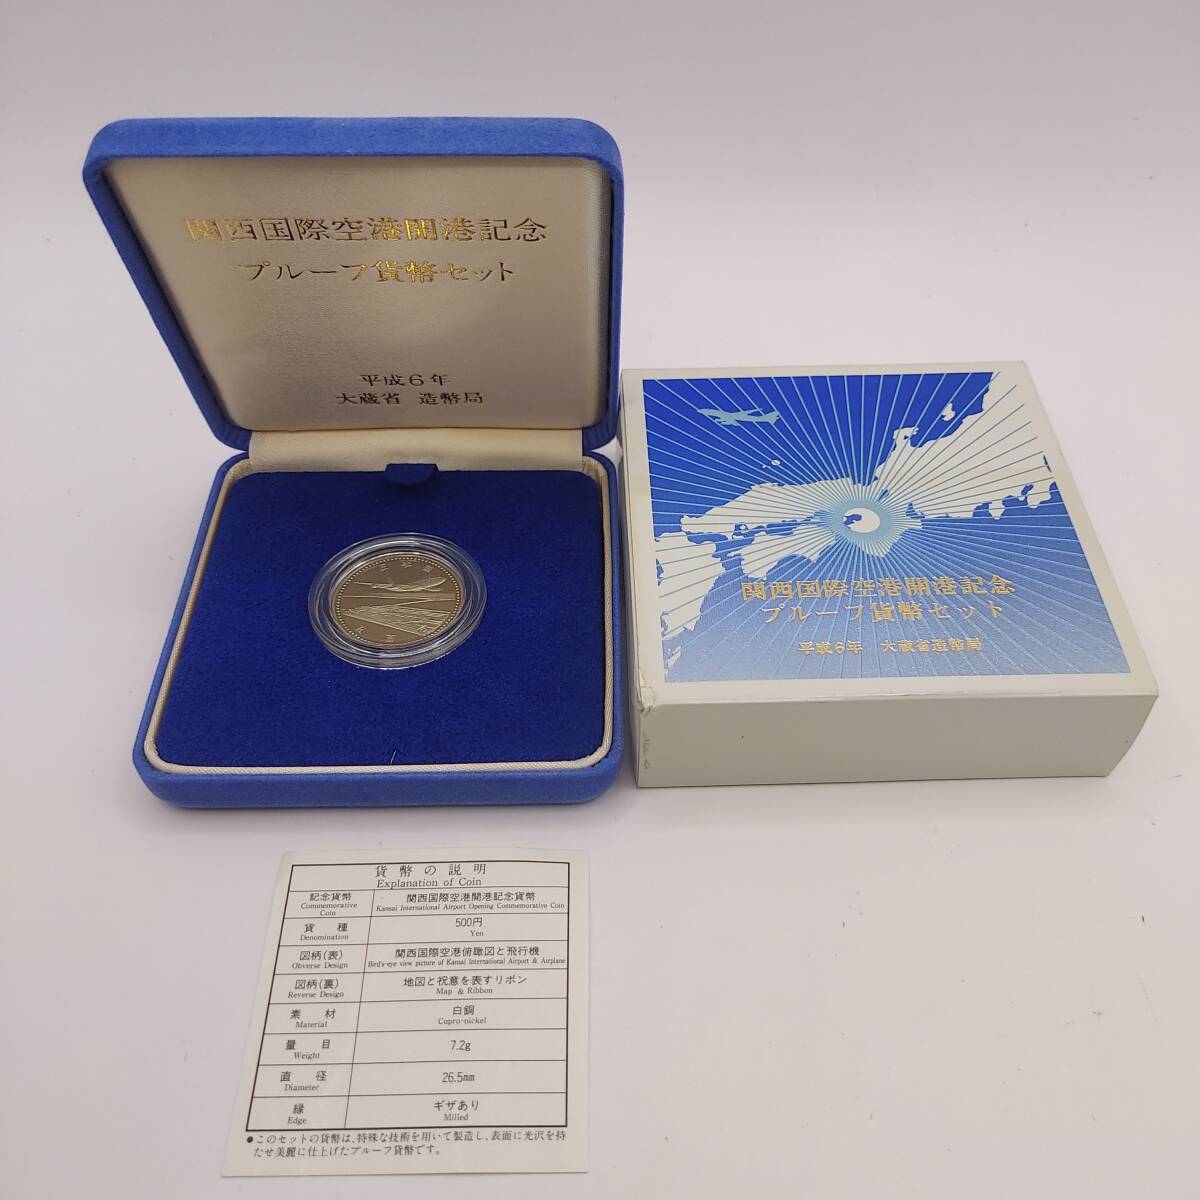 関西国際空港開港記念
プルーフ貨幣セット
平成6年
大蔵省 造幣局
関西国際空港開港記念
プルーフ貨幣セット
平成6年 大蔵省造幣局
貨幣の説明
Explanation of Coin
記念貨幣 関西国際空港開港記念貨幣
Commemorative Coin Kansai International Airport Opening Commemorative Coin
貨種 500円
Denomination Yen
図柄(表) 関西国際空港俯瞰図と飛行機
Obverse Design Bird's-eye view picture of Kansai International Airport & Airplane
図柄(裏) 地図と祝意を表すリボン
Reverse Design Map & Ribbon
素材 白銅
Material Cupro-nickel
量目 7.2g
Weight
直径 26.5mm
Diameter
縁 ギザあり
Edge Milled
●このセットの貨幣は、特殊な技術を用いて製造し、表面に光沢を持
たせ美麗に仕上げたプルーフ貨幣です。